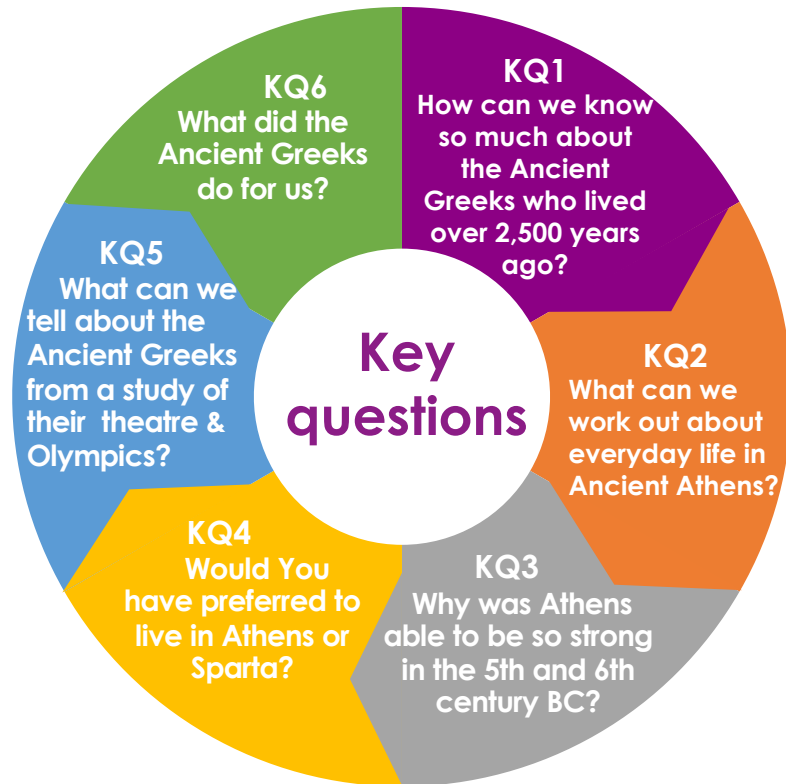 KQ1
How can we know
so much about
the Ancient
Greeks who lived
over 2,500 years
ago?
KQ2
What can we
work out about
everyday life in
Ancient Athens?
KQ3
Why was Athens
able to be so strong
in the 5th and 6th
century BC?
KQ4
Would You
have preferred to
live in Athens or
Sparta?
KQ5
What can we
tell about the
Ancient Greeks
from a study of
their theatre &
Olympics?
KQ6
What did the
Ancient Greeks
do for us?
Key
questions